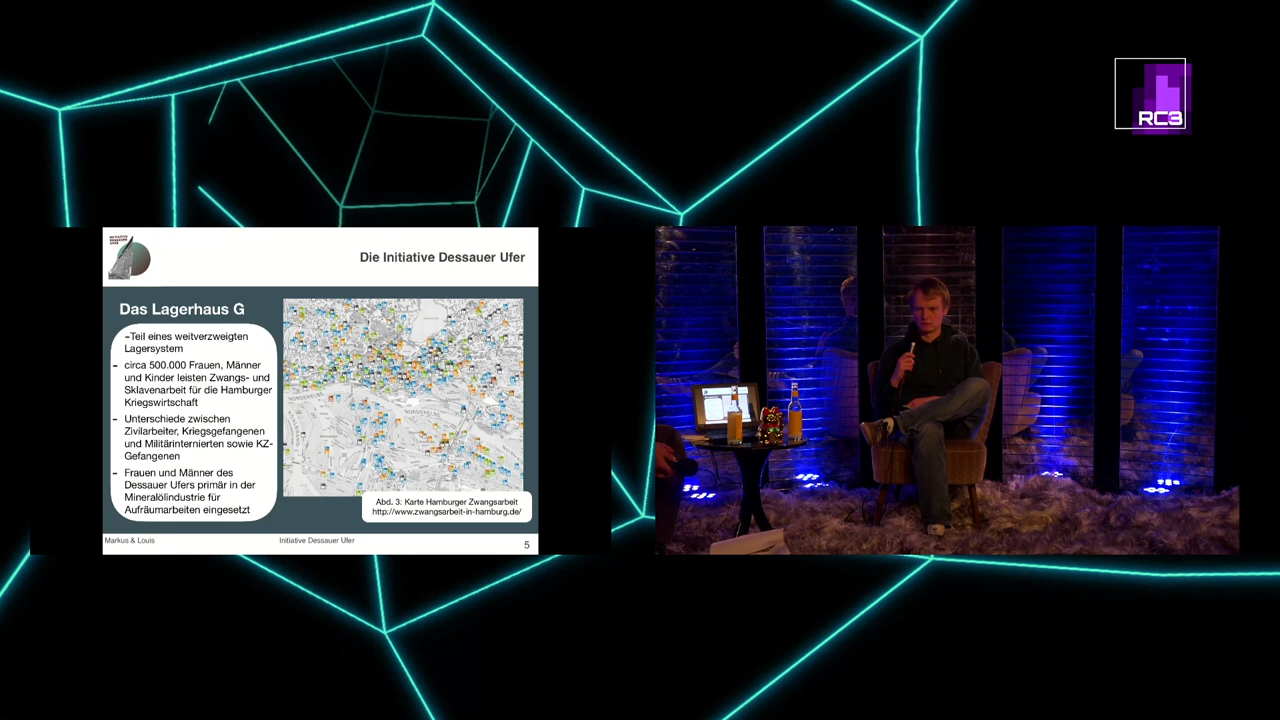 RC3
INITIATIVE
DESSAUER
UFER
Die Initiative Dessauer Ufer
Das Lagerhaus G
–Teil eines weitverzweigten
Lagersystem
- circa 500.000 Frauen, Männer
und Kinder leisten Zwangs- und
Sklavenarbeit für die Hamburger
Kriegswirtschaft
- Unterschiede zwischen
Zivilarbeiter, Kriegsgefangenen
und Militärinternierten sowie KZ-
Gefangenen
- Frauen und Männer des
Dessauer Ufers primär in der
Mineralölindustrie für
Aufräumarbeiten eingesetzt
Abd. 3: Karte Hamburger Zwangsarbeit
http://www.zwangsarbeit-in-hamburg.de/
Markus & Louis
Initiative Dessauer Ufer
5